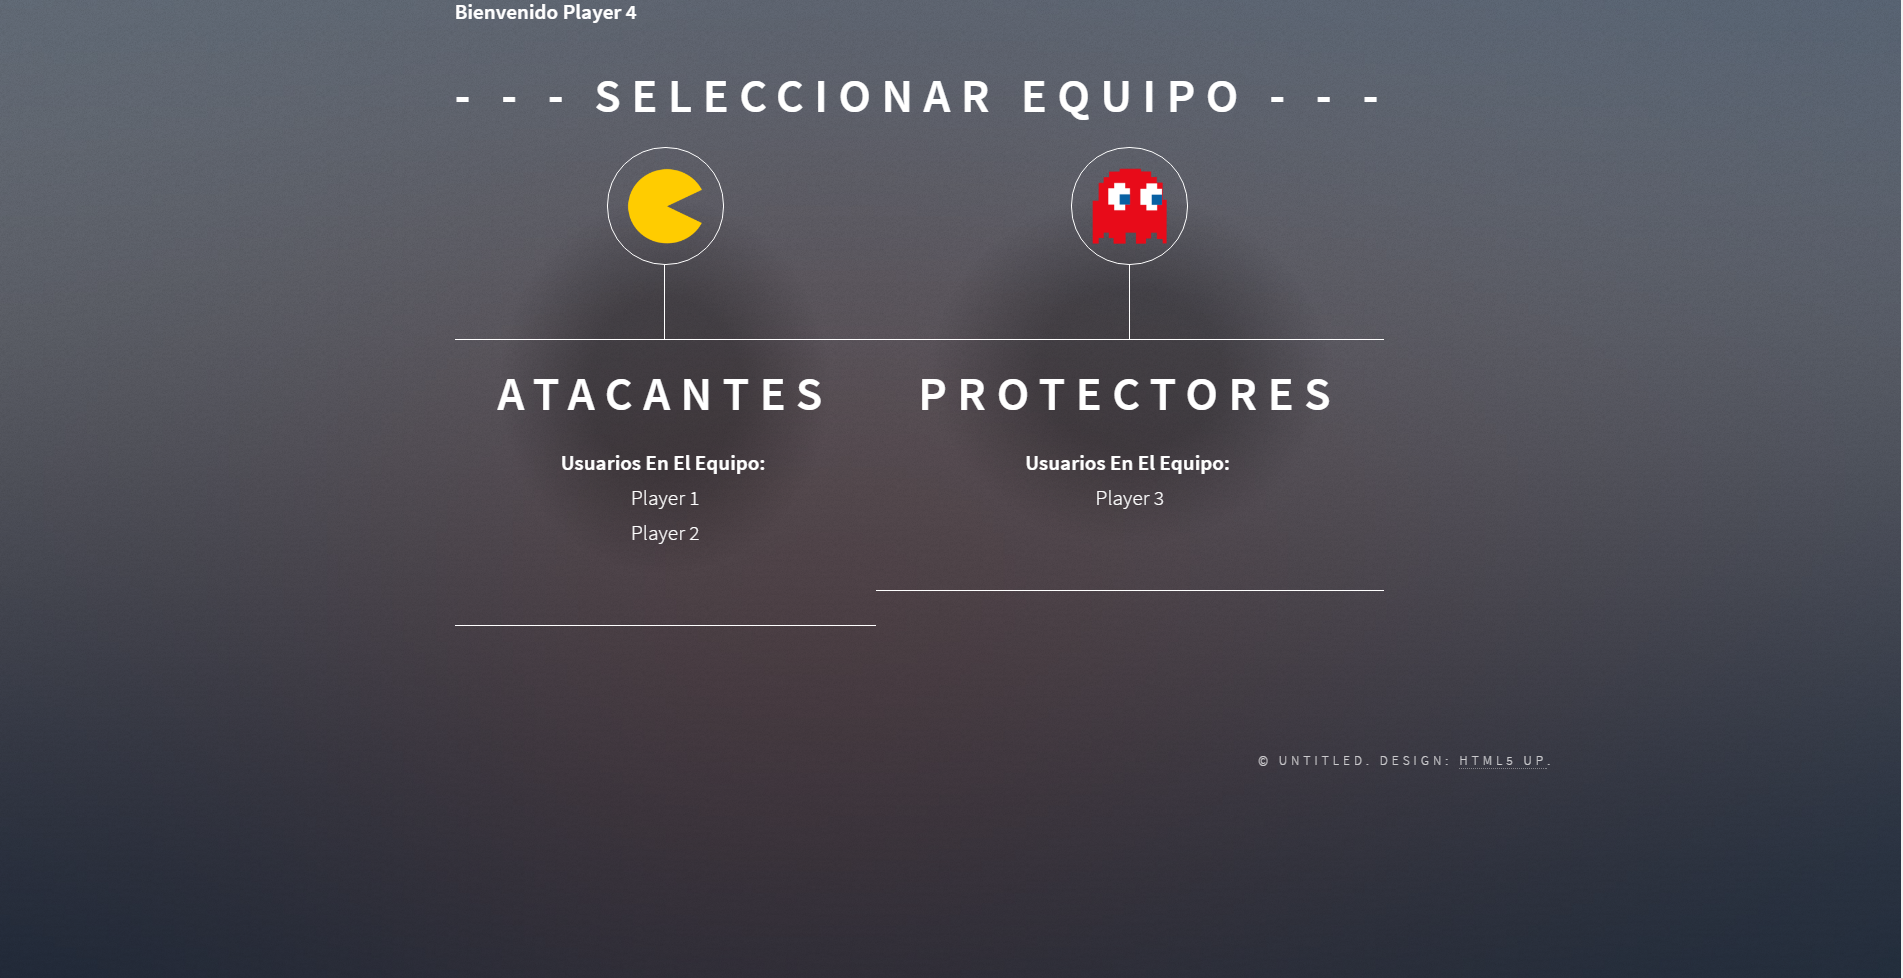 Bienvenido Player 4
- - - SELECCIONAR EQUIPO - - -
ATACANTES
Usuarios En El Equipo:
Player 1
Player 2
PROTECTORES
Usuarios En El Equipo:
Player 3
© UNTITLED. DESIGN: HTML5 UP.